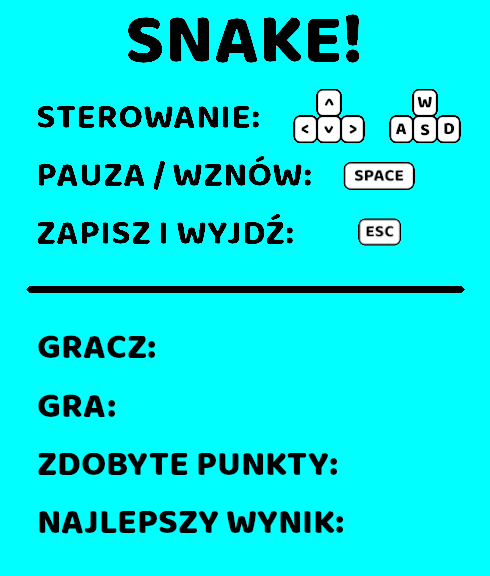 SNAKE!
STEROWANIE: ^ W
< v > A S D
PAUZA / WZNÓW: SPACE
ZAPISZ I WYJDŹ: ESC
GRACZ:
GRA:
ZDOBYTE PUNKTY:
NAJLEPSZY WYNIK: